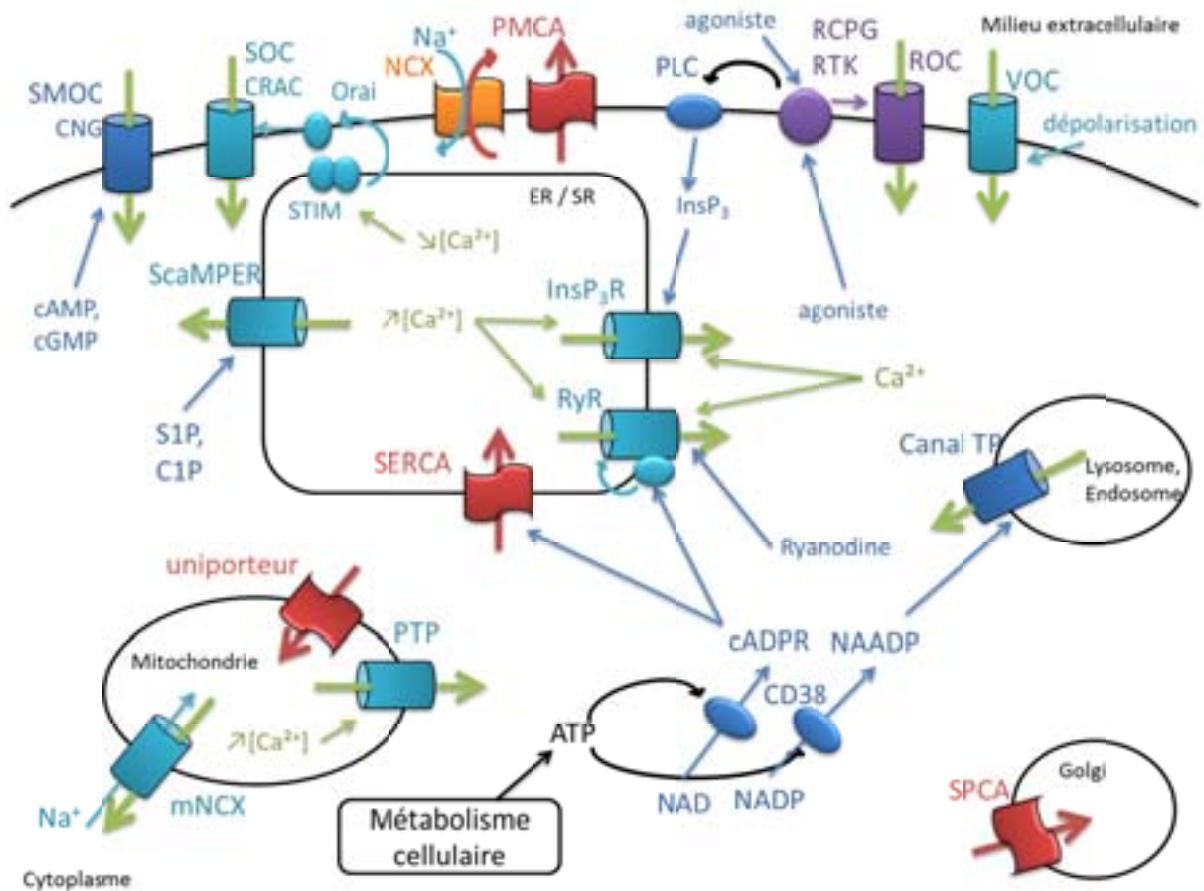 Milieu extracellulaire
agoniste
Na⁺
PMCA
NCX
SOC
CRAC
Orai
SMOC
CNG
PLC
RCPG
RTK
ROC
VOC
dépolarisation
ER / SR
STIM
InsP₃
↘[Ca²⁺]
ScaMPER
cAMP,
cGMP
↗[Ca²⁺]
InsP₃R
agoniste
Ca²⁺
RyR
S1P,
C1P
SERCA
Canal TP
Lysosome,
Endosome
Ryanodine
uniporteur
PTP
Mitochondrie
cADPR
NAADP
CD38
↗[Ca²⁺]
ATP
Na⁺
mNCX
NAD
NADP
Métabolisme
cellulaire
Golgi
SPCA
Cytoplasme